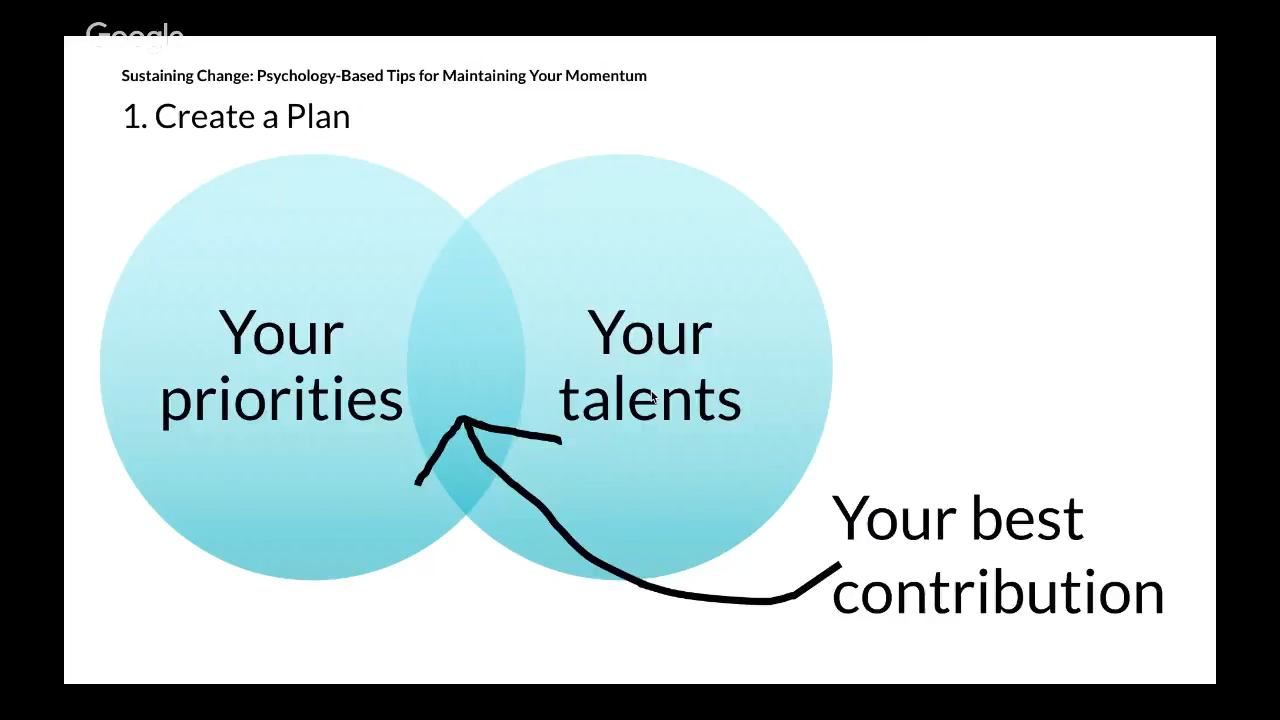 Google
Sustaining Change: Psychology-Based Tips for Maintaining Your Momentum
1. Create a Plan
Your
priorities
Your
talents
Your best
contribution